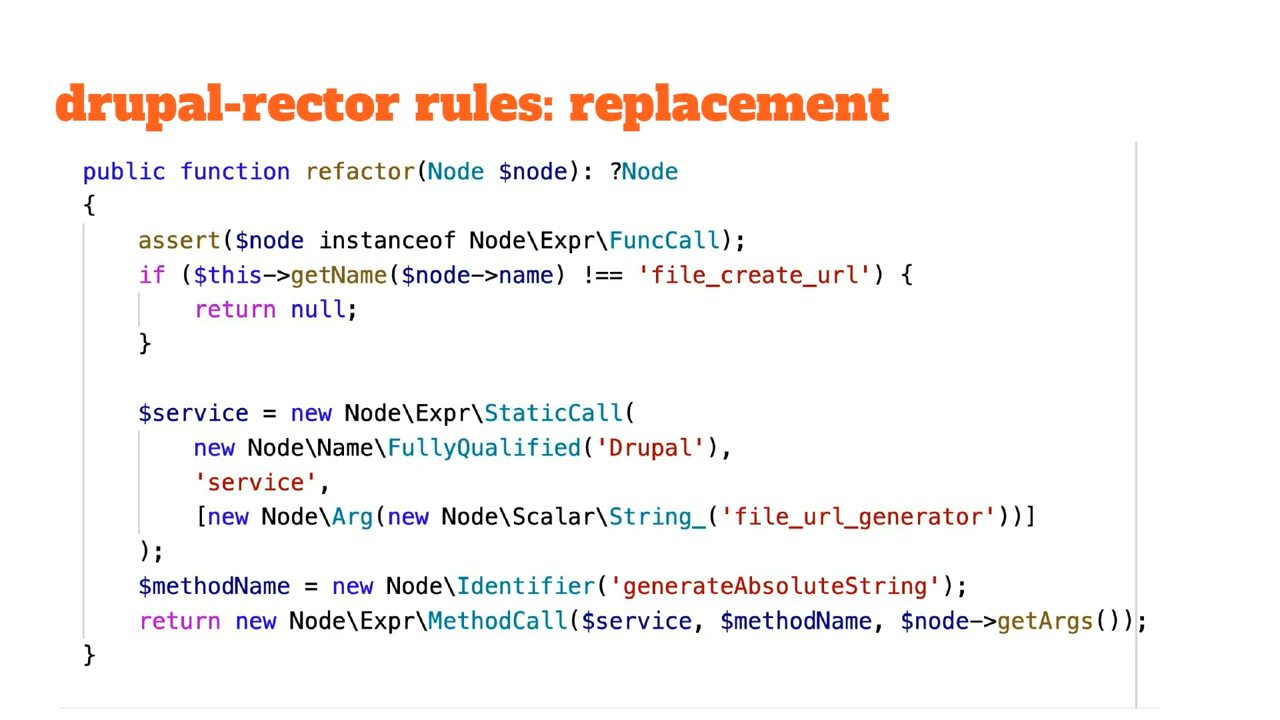 drupal-rector rules: replacement
public function refactor(Node $node): ?Node
{
    assert($node instanceof Node\Expr\FuncCall);
    if ($this->getName($node->name) !== 'file_create_url') {
        return null;
    }

    $service = new Node\Expr\StaticCall(
        new Node\Name\FullyQualified('Drupal'),
        'service',
        [new Node\Arg(new Node\Scalar\String_('file_url_generator'))]
    );
    $methodName = new Node\Identifier('generateAbsoluteString');
    return new Node\Expr\MethodCall($service, $methodName, $node->getArgs());
}